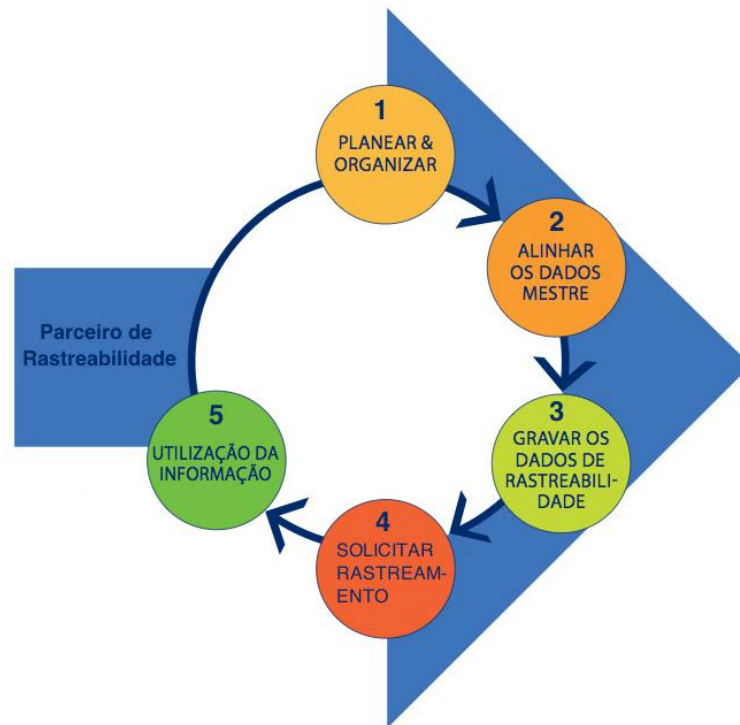 1
PLANEAR &
ORGANIZAR
2
ALINHAR
OS DADOS
MESTRE
Parceiro de
Rastreabilidade
3
GRAVAR OS
DADOS DE
RASTREABILI-
DADE
4
SOLICITAR
RASTREAM-
ENTO
5
UTILIZAÇÃO DA
INFORMAÇÃO